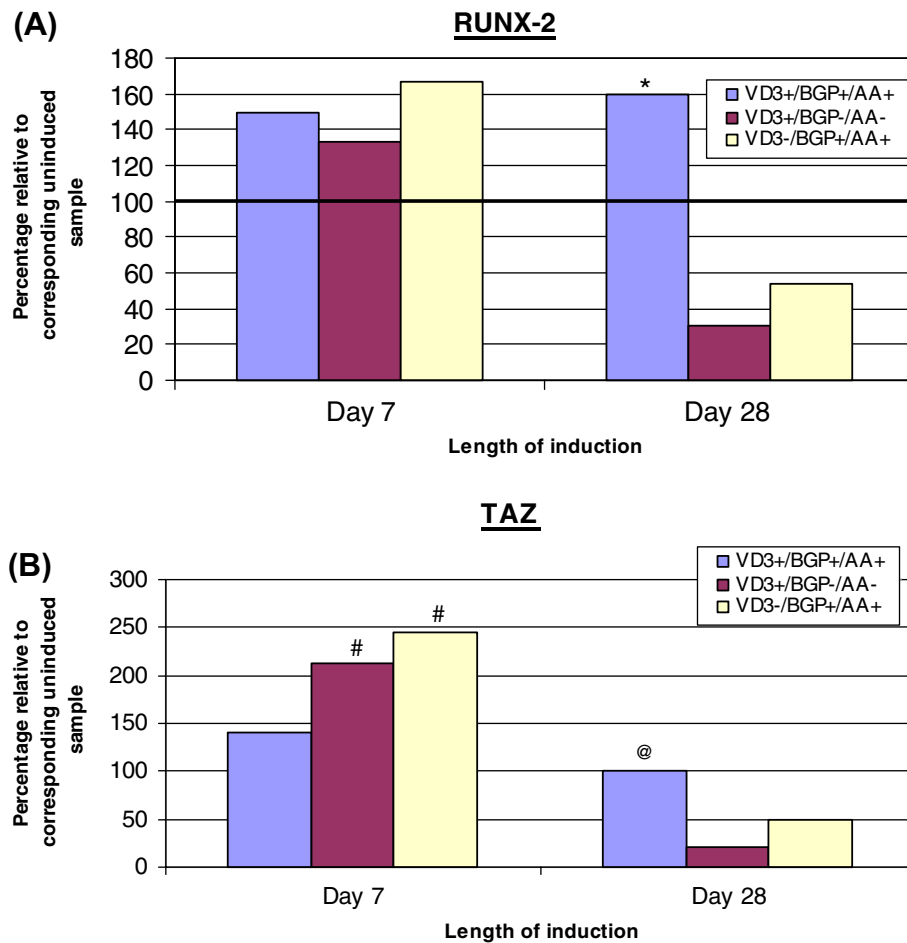 (A)
RUNX-2
180
160
140
120
100
80
60
40
20
0
Percentage relative to
corresponding uninduced
sample
*
VD3+/BGP+/AA+
VD3+/BGP-/AA-
VD3-/BGP+/AA+
Day 7
Day 28
Length of induction
TAZ
(B)
300
250
200
150
100
50
0
Percentage relative to
corresponding uninduced
sample
#
#
@
VD3+/BGP+/AA+
VD3+/BGP-/AA-
VD3-/BGP+/AA+
Day 7
Day 28
Length of induction